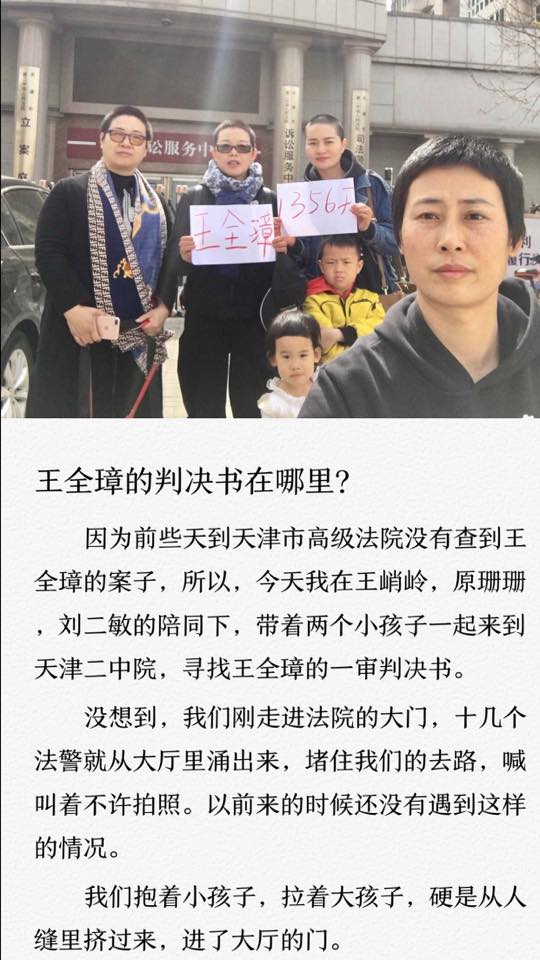 立案庭
讼服务中
诉讼服务中
司法
王全璋
1356天
王全璋的判决书在哪里？
因为前些天到天津市高级法院没有查到王
全璋的案子，所以，今天我在王峭岭，原珊珊
，刘二敏的陪同下，带着两个小孩子一起来到
天津二中院，寻找王全璋的一审判决书。
没想到，我们刚走进法院的大门，十几个
法警就从大厅里涌出来，堵住我们的去路，喊
叫着不许拍照。以前来的时候还没有遇到这样
的情况。
我们抱着小孩子，拉着大孩子，硬是从人
缝里挤过来，进了大厅的门。